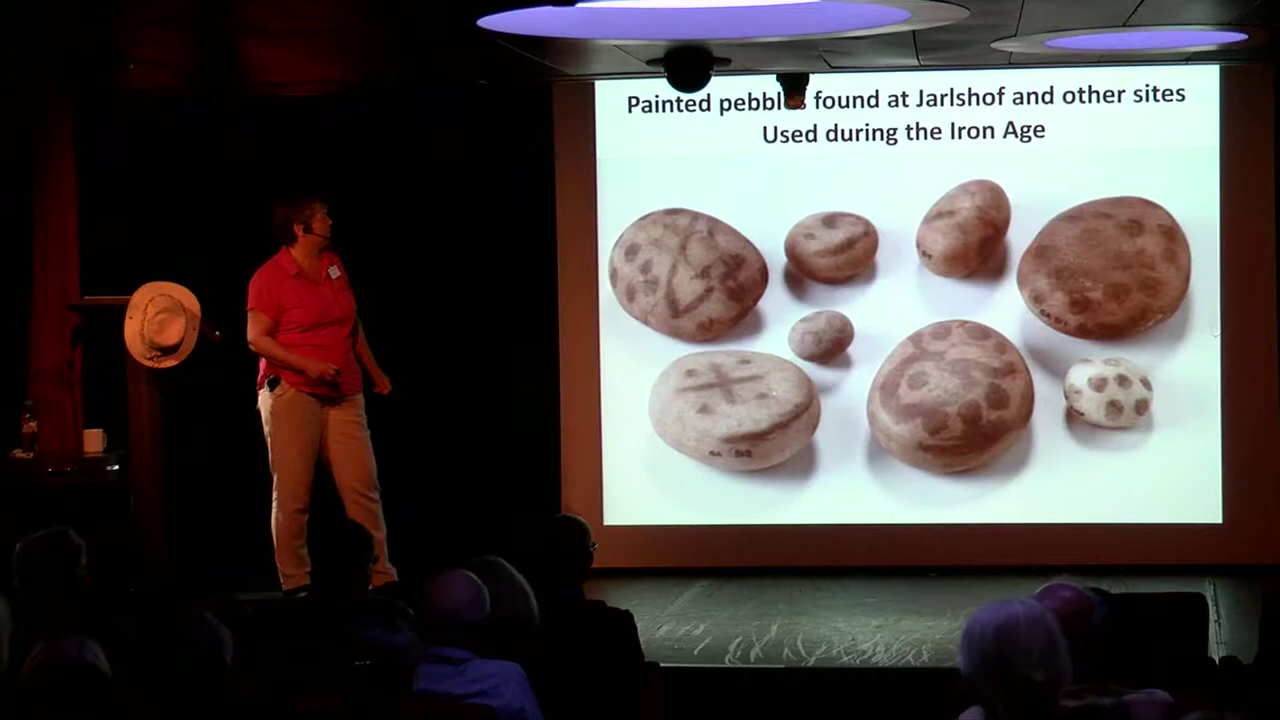 Painted pebbles found at Jarlshof and other sites
Used during the Iron Age